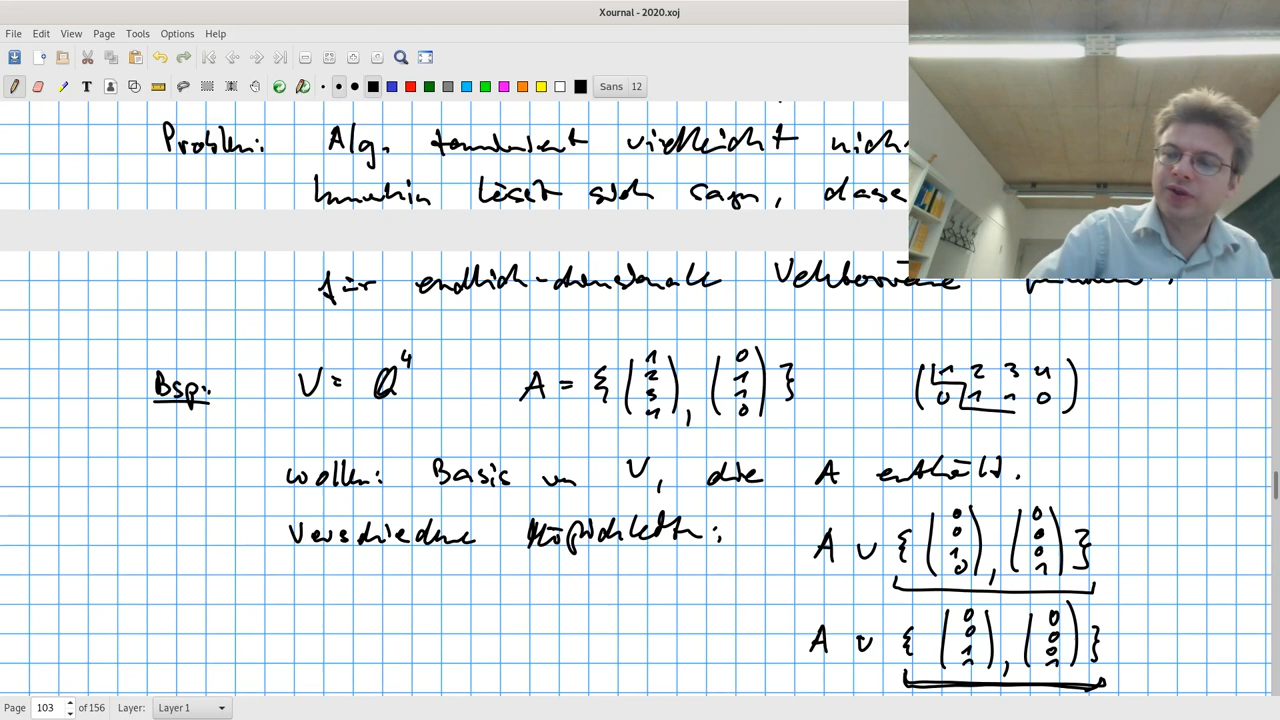 Xournal - 2020.xoj
File Edit View Page Tools Options Help
Sans 12
Problem: Alg. terminiert vielleicht nich
Immerhin lässt sich sagen, dass
für endlich-dimensionale Vektorräume
Bsp: V = Q^4 A = { (1 2 3 4), (0 1 1 0) } (1 2 3 4
0 1 1 0)
wollen: Basis von V, die A enthält.
Verschiedene Möglichkeiten: A ∪ { (0 0 1 0), (0 0 0 1) }
A ∪ { (0 0 1 1), (0 0 0 1) }
Page 103 of 156 Layer: Layer 1